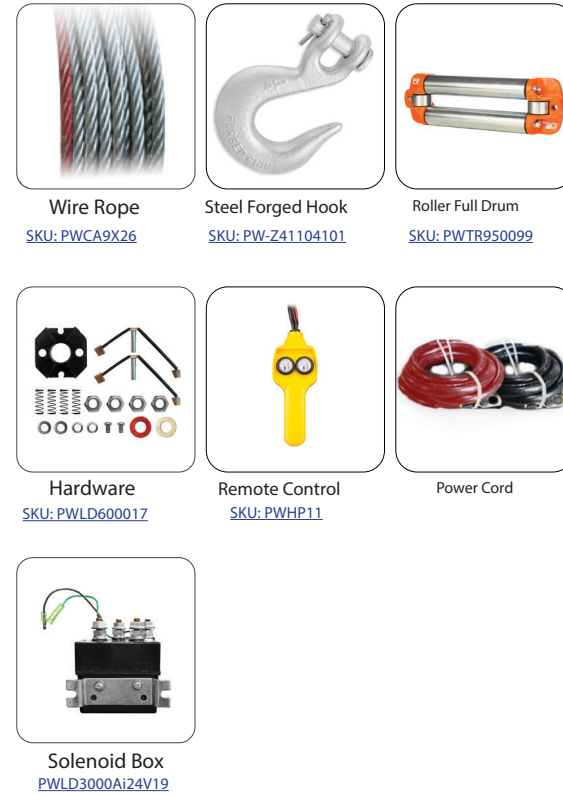 Wire Rope
SKU: PWCA9X26
Steel Forged Hook
SKU: PW-Z41104101
Roller Full Drum
SKU: PWTR950099
Hardware
SKU: PWLD600017
Remote Control
SKU: PWHP11
Power Cord
Solenoid Box
PWLD3000Ai24V19